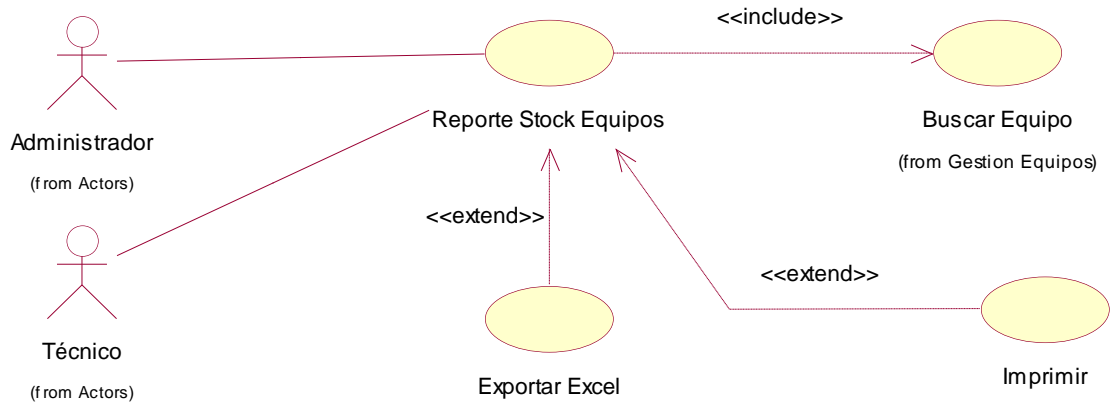 <<include>>
Administrador
(from Actors)
Reporte Stock Equipos
Buscar Equipo
(from Gestion Equipos)
<<extend>>
<<extend>>
Técnico
(from Actors)
Exportar Excel
Imprimir